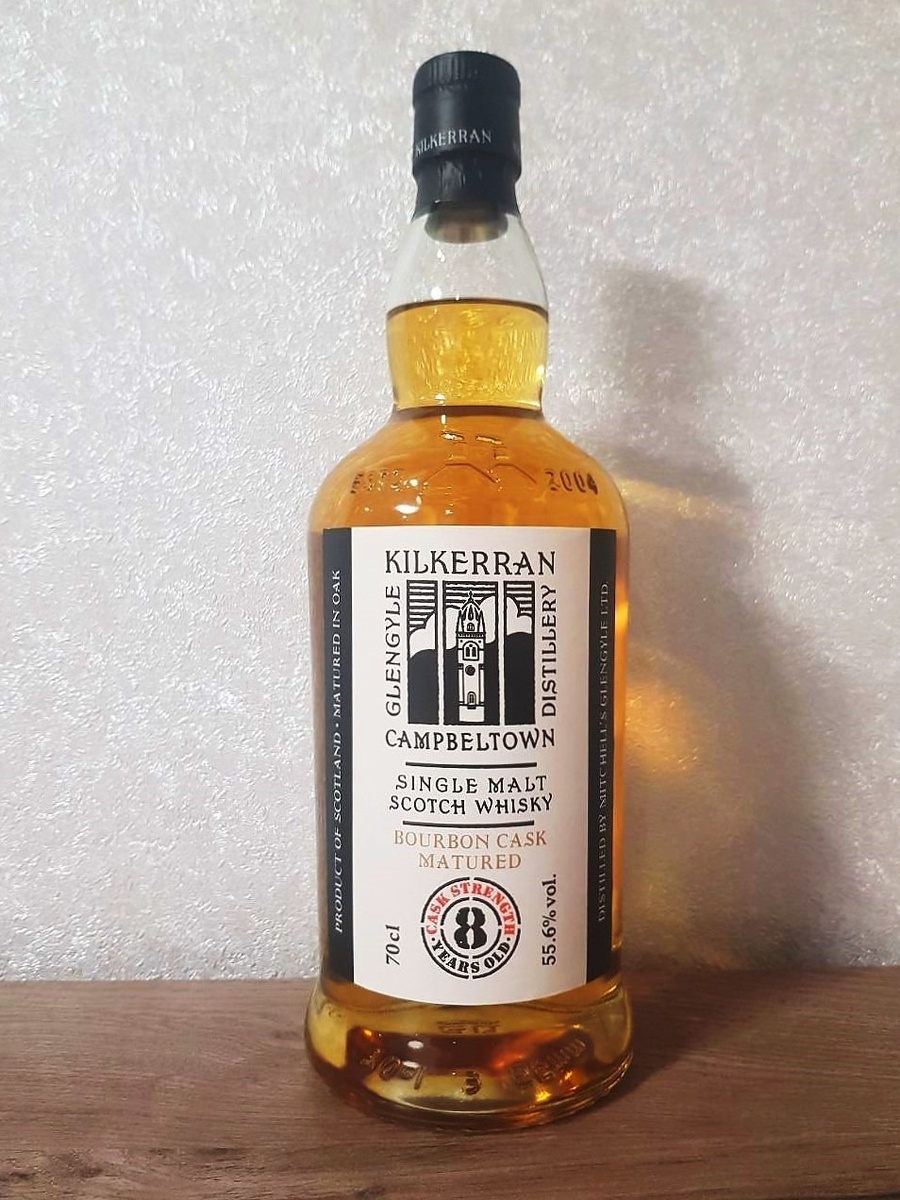 KILKERRAN
ESTD 2004
KILKERRAN
GLENGYLE
DISTILLERY
CAMPBELTOWN
SINGLE MALT
SCOTCH WHISKY
BOURBON CASK
MATURED
CASK STRENGTH
8
YEARS OLD
70cl
55.6% vol.
PRODUCT OF SCOTLAND • MATURED IN OAK
DISTILLED BY MITCHELL'S GLENGYLE LTD.